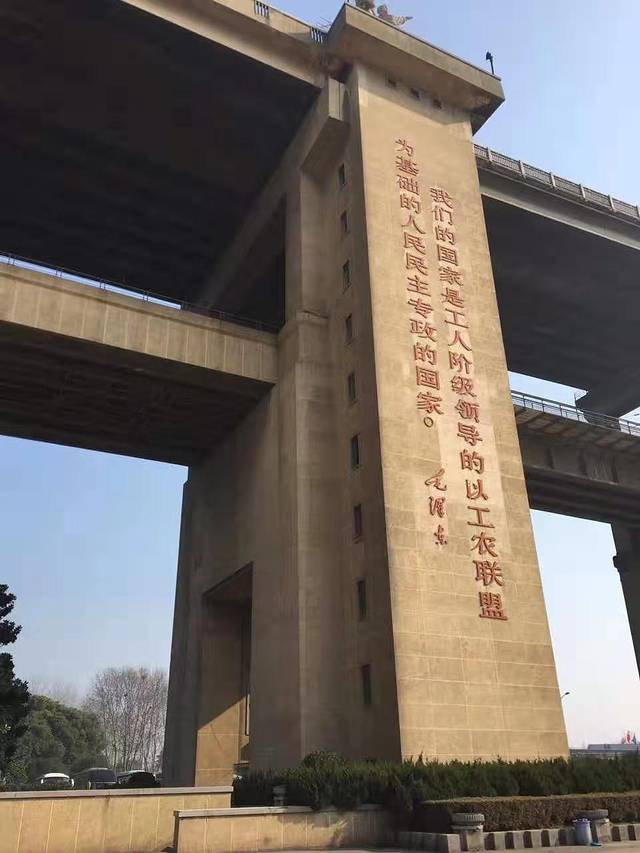 我们的国家是工人阶级领导的以工农联盟
为基础的人民民主专政的国家。
毛泽东